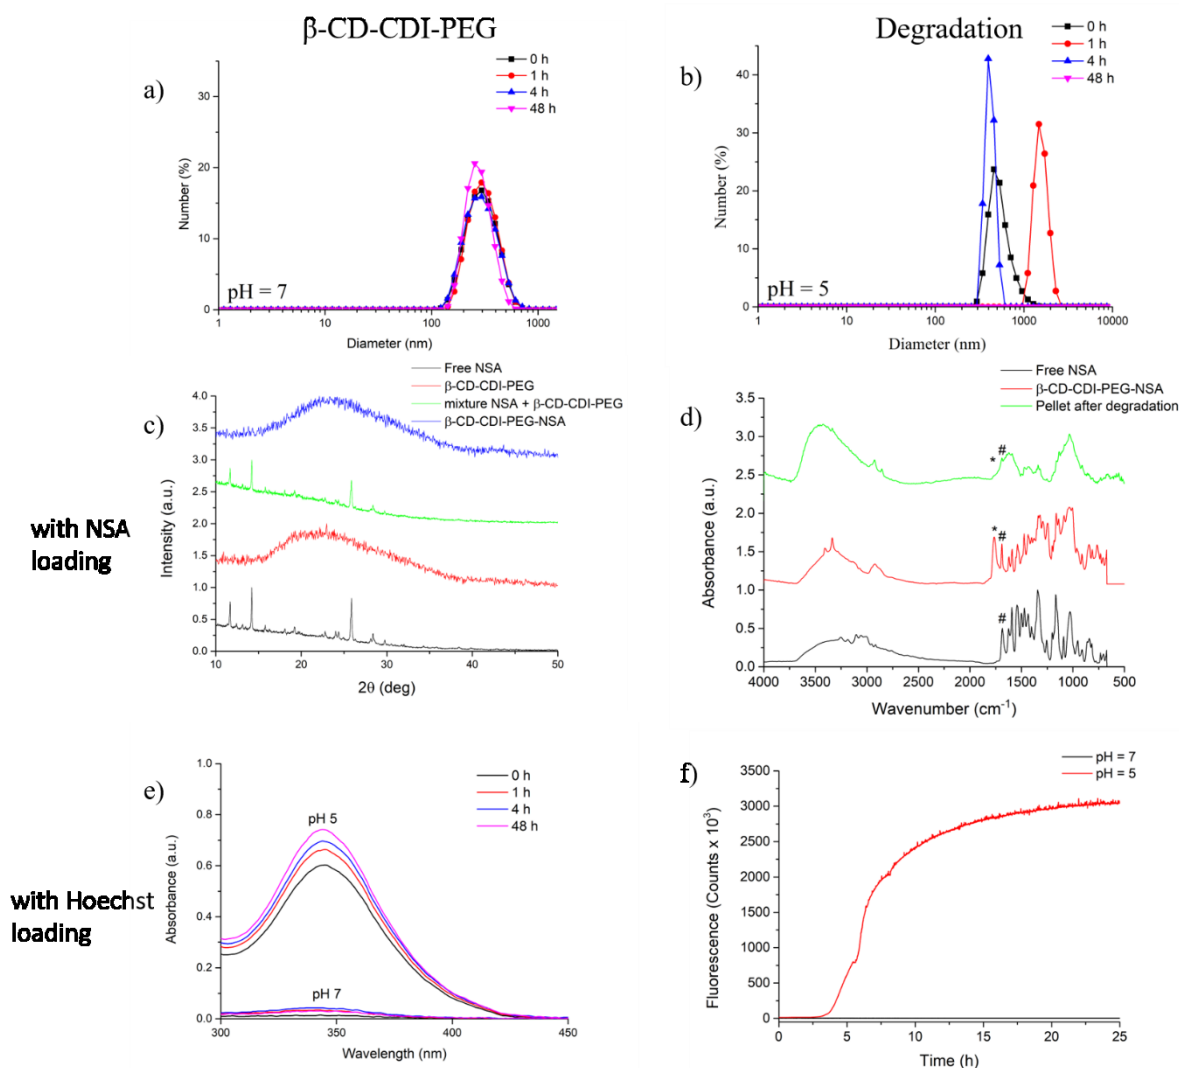 β-CD-CDI-PEG
Degradation
a)
0 h
1 h
4 h
48 h
30
20
10
0
Number (%)
pH = 7
1
10
100
1000
Diameter (nm)
b)
0 h
1 h
4 h
48 h
40
30
20
10
0
Number (%)
pH = 5
1
10
100
1000
10000
Diameter (nm)
with NSA
loading
c)
Free NSA
β-CD-CDI-PEG
mixture NSA + β-CD-CDI-PEG
β-CD-CDI-PEG-NSA
4.0
3.5
3.0
2.5
2.0
1.5
1.0
0.5
0.0
Intensity (a.u.)
10
20
30
40
50
2θ (deg)
d)
Free NSA
β-CD-CDI-PEG-NSA
Pellet after degradation
3.5
3.0
2.5
2.0
1.5
1.0
0.5
0.0
Absorbance (a.u.)
* #
* #
#
4000
3500
3000
2500
2000
1500
1000
500
Wavenumber (cm⁻¹)
with Hoechst
loading
e)
0 h
1 h
4 h
48 h
1.0
0.8
0.6
0.4
0.2
0.0
Absorbance (a.u.)
pH 5
pH 7
300
350
400
450
Wavelength (nm)
f)
pH = 7
pH = 5
3500
3000
2500
2000
1500
1000
500
0
Fluorescence (Counts x 10³)
0
5
10
15
20
25
Time (h)